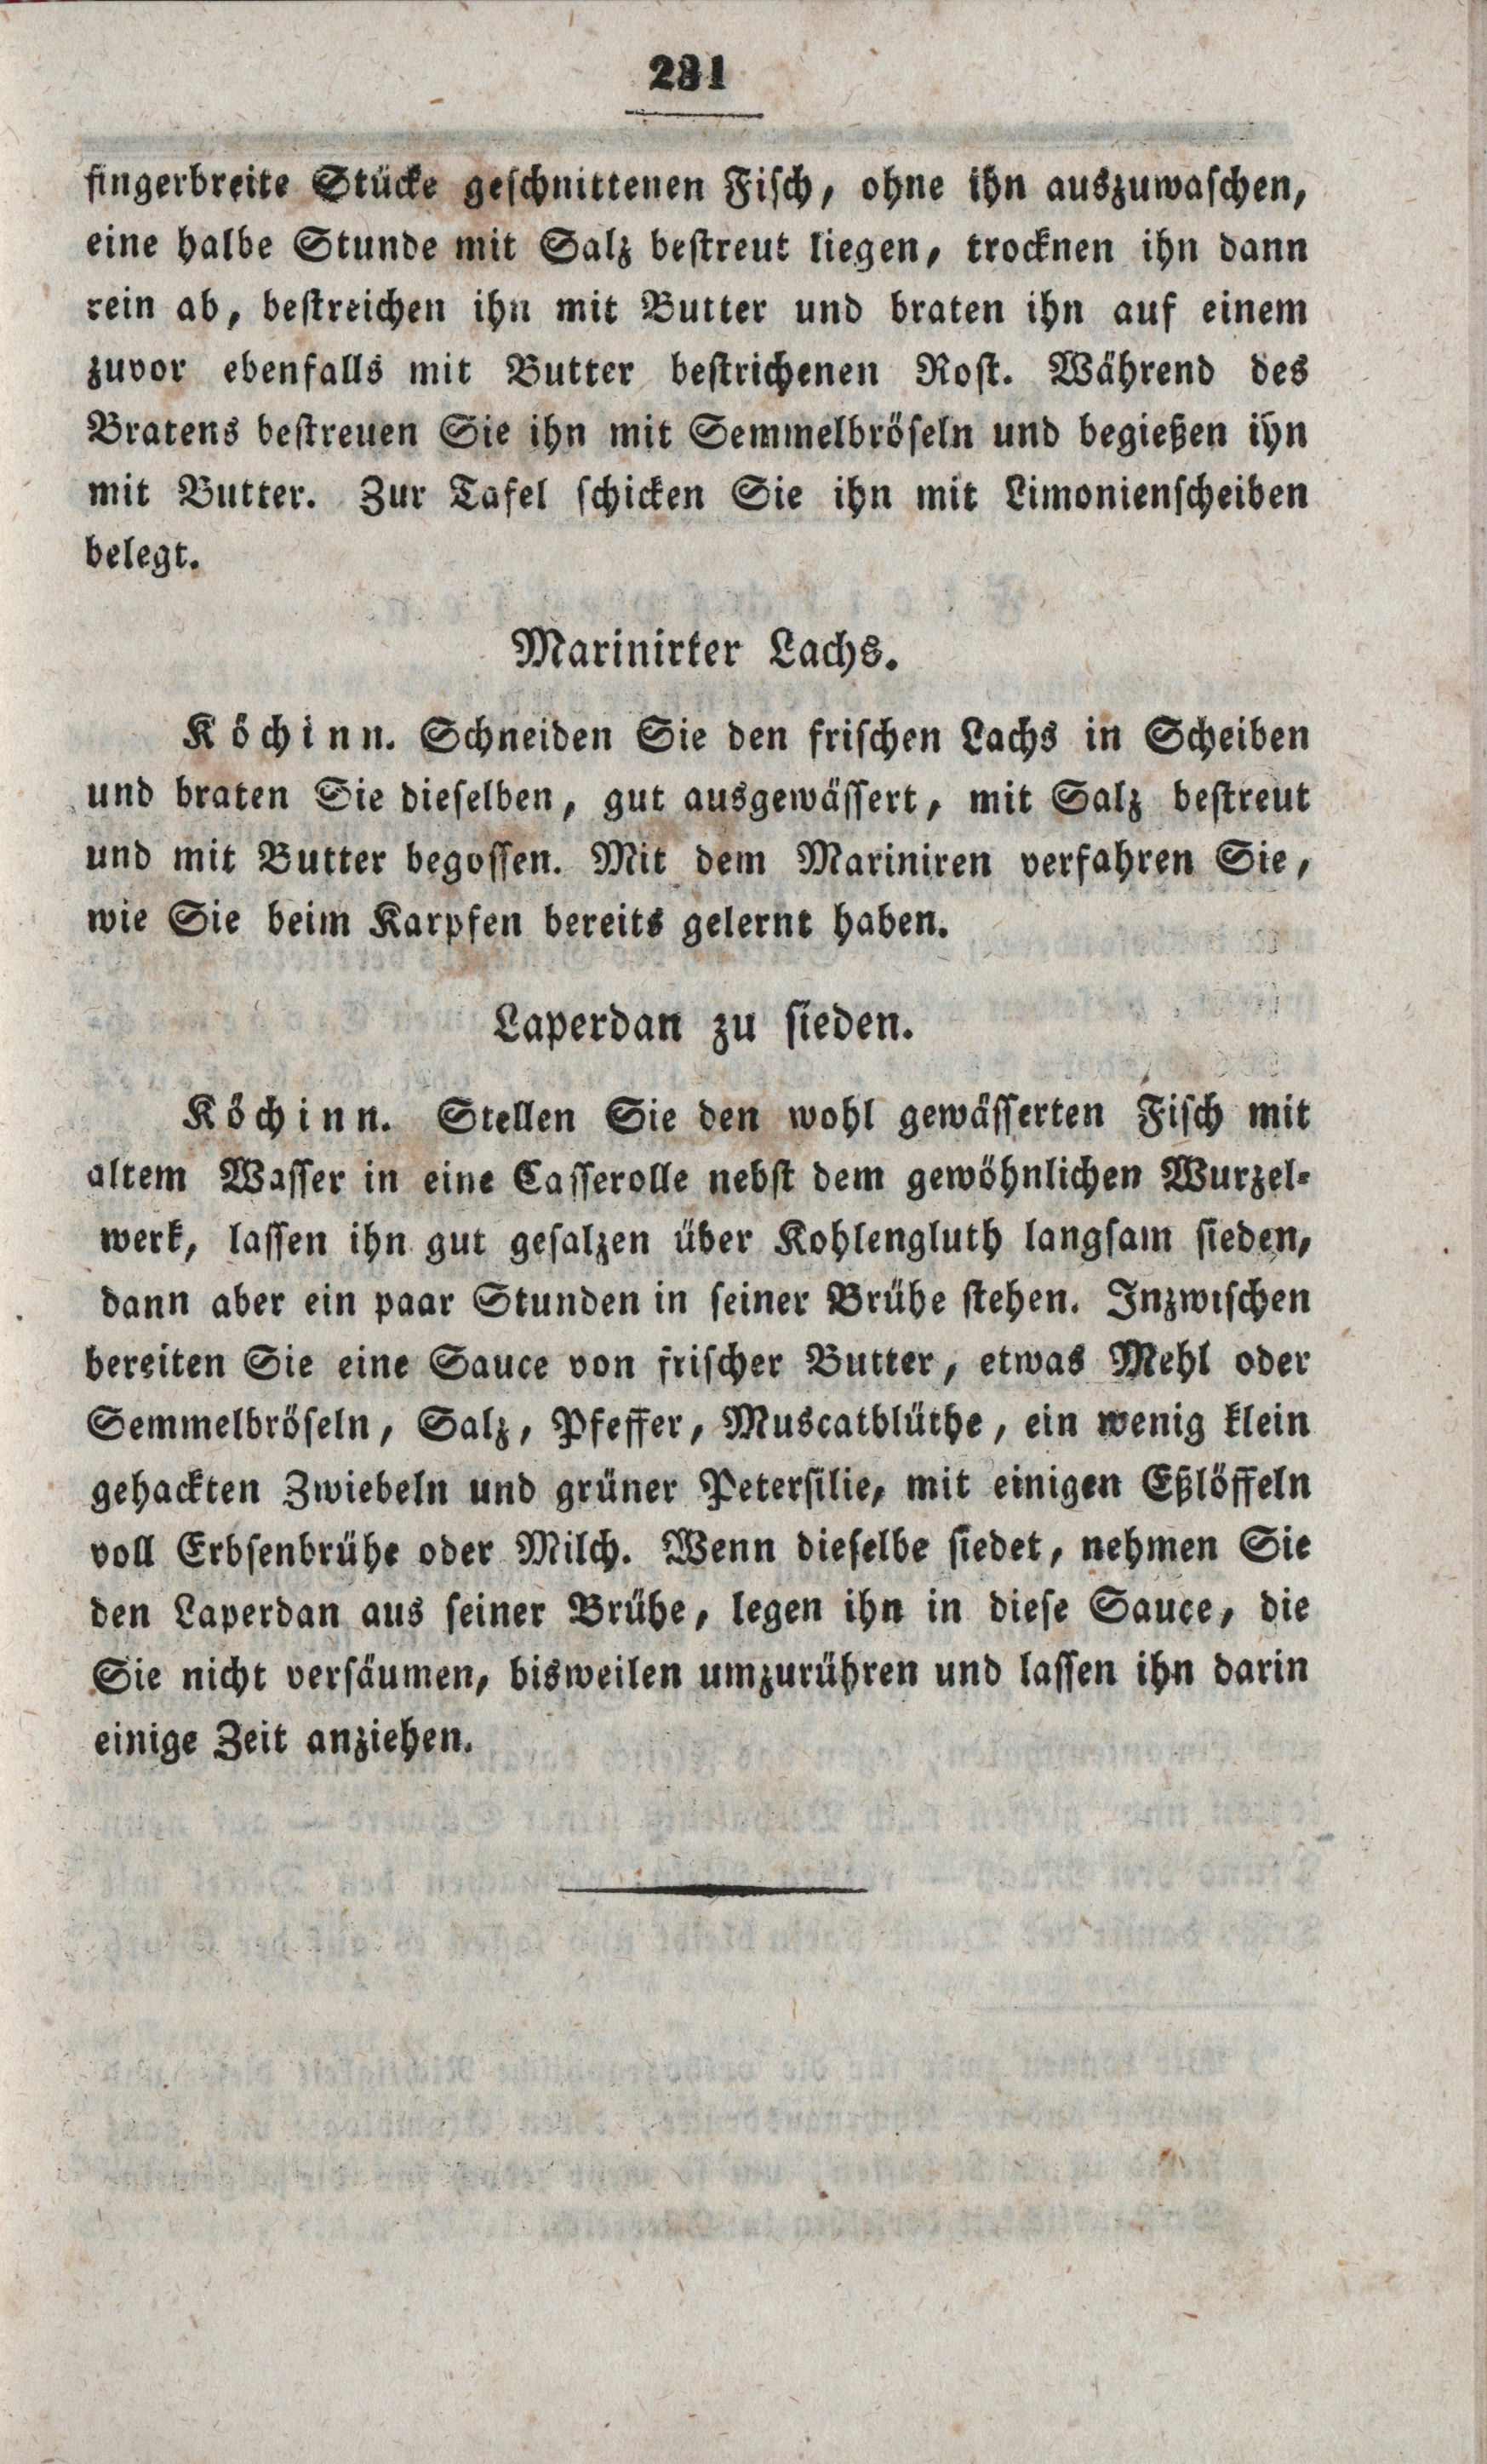 231
fingerbreite Stücke geschnittenen Fisch, ohne ihn auszuwaschen,
eine halbe Stunde mit Salz bestreut liegen, trocknen ihn dann
rein ab, bestreichen ihn mit Butter und braten ihn auf einem
zuvor ebenfalls mit Butter bestrichenen Rost. Während des
Bratens bestreuen Sie ihn mit Semmelbröseln und begießen ihn
mit Butter. Zur Tafel schicken Sie ihn mit Limonienscheiben
belegt.
Marinirter Lachs.
Köchinn. Schneiden Sie den frischen Lachs in Scheiben
und braten Sie dieselben, gut ausgewässert, mit Salz bestreut
und mit Butter begossen. Mit dem Mariniren verfahren Sie,
wie Sie beim Karpfen bereits gelernt haben.
Laperdan zu sieden.
Köchinn. Stellen Sie den wohl gewässerten Fisch mit
altem Wasser in eine Casserolle nebst dem gewöhnlichen Wurzel-
werk, lassen ihn gut gesalzen über Kohlengluth langsam sieden,
dann aber ein paar Stunden in seiner Brühe stehen. Inzwischen
bereiten Sie eine Sauce von frischer Butter, etwas Mehl oder
Semmelbröseln, Salz, Pfeffer, Muscatblüthe, ein wenig klein
gehackten Zwiebeln und grüner Petersilie, mit einigen Eßlöffeln
voll Erbsenbrühe oder Milch. Wenn dieselbe siedet, nehmen Sie
den Laperdan aus seiner Brühe, legen ihn in diese Sauce, die
Sie nicht versäumen, bisweilen umzurühren und lassen ihn darin
einige Zeit anziehen.